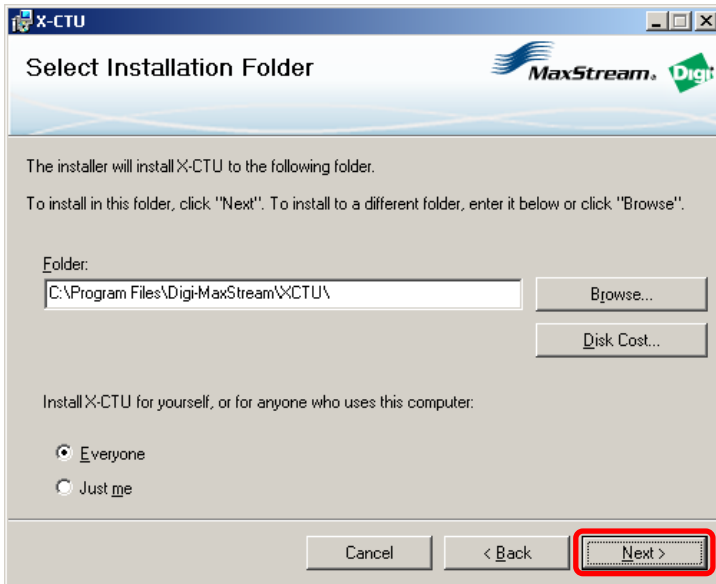 X-CTU
Select Installation Folder
MaxStream. Digi
The installer will install X-CTU to the following folder.
To install in this folder, click "Next". To install to a different folder, enter it below or click "Browse".
Folder:
C:\Program Files\Digi-MaxStream\XCTU\
Browse...
Disk Cost...
Install X-CTU for yourself, or for anyone who uses this computer:
Everyone
Just me
Cancel
< Back
Next >